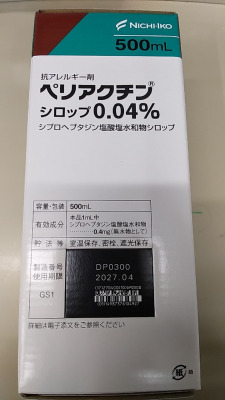 NICHI-IKO
500mL
抗アレルギー剤
ペリアクチン®
シロップ0.04%
シプロヘプタジン塩酸塩水和物シロップ
容量・包装 500mL
有効成分 本品1mL中
シプロヘプタジン塩酸塩水和物
0.4mg(無水物として)
貯法等 室温保存、密栓、遮光保存
製造番号 DP0300
使用期限 2027.04
GS1
詳細は電子添文をご参照ください
紙